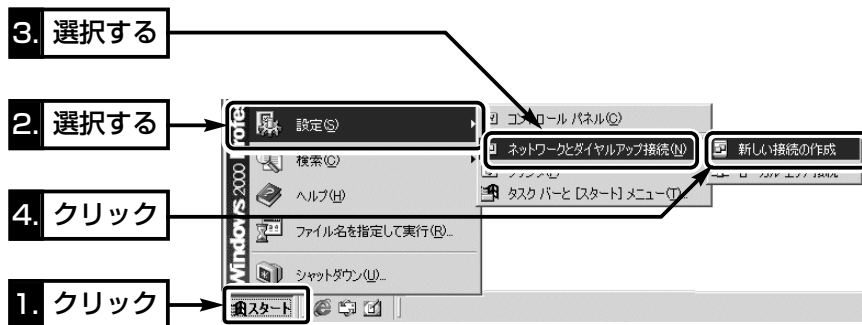 3. 選択する
2. 選択する
4. クリック
1. クリック
Windows 2000 Profe
設定(S)
検索(C)
ヘルプ(H)
ファイル名を指定して実行(R)...
シャットダウン(U)...
スタート
コントロール パネル(C)
ネットワークとダイヤルアップ接続(N)
タスク バーと [スタート] メニュー(T)...
新しい接続の作成